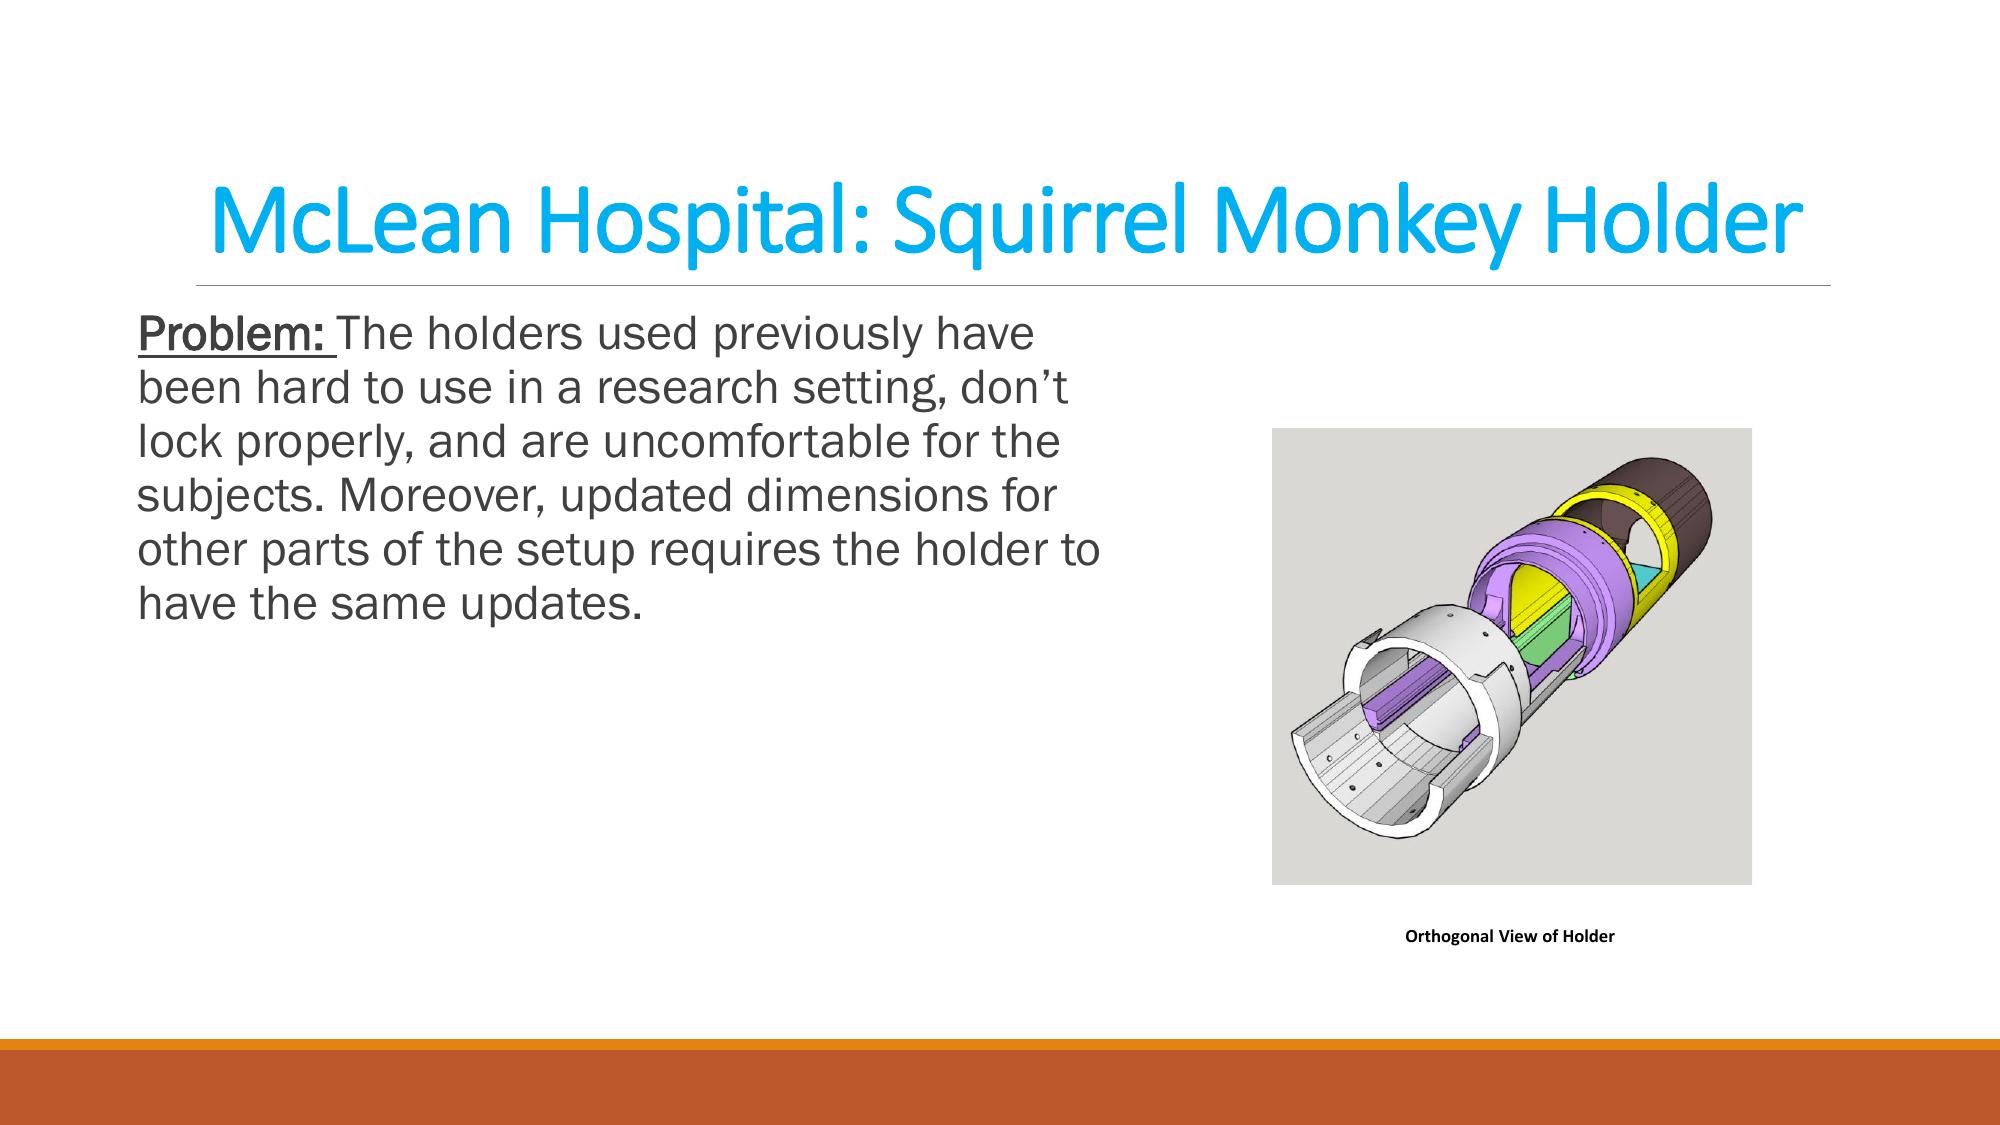 McLean Hospital: Squirrel Monkey Holder
Problem: The holders used previously have
been hard to use in a research setting, don’t
lock properly, and are uncomfortable for the
subjects. Moreover, updated dimensions for
other parts of the setup requires the holder to
have the same updates.
Orthogonal View of Holder